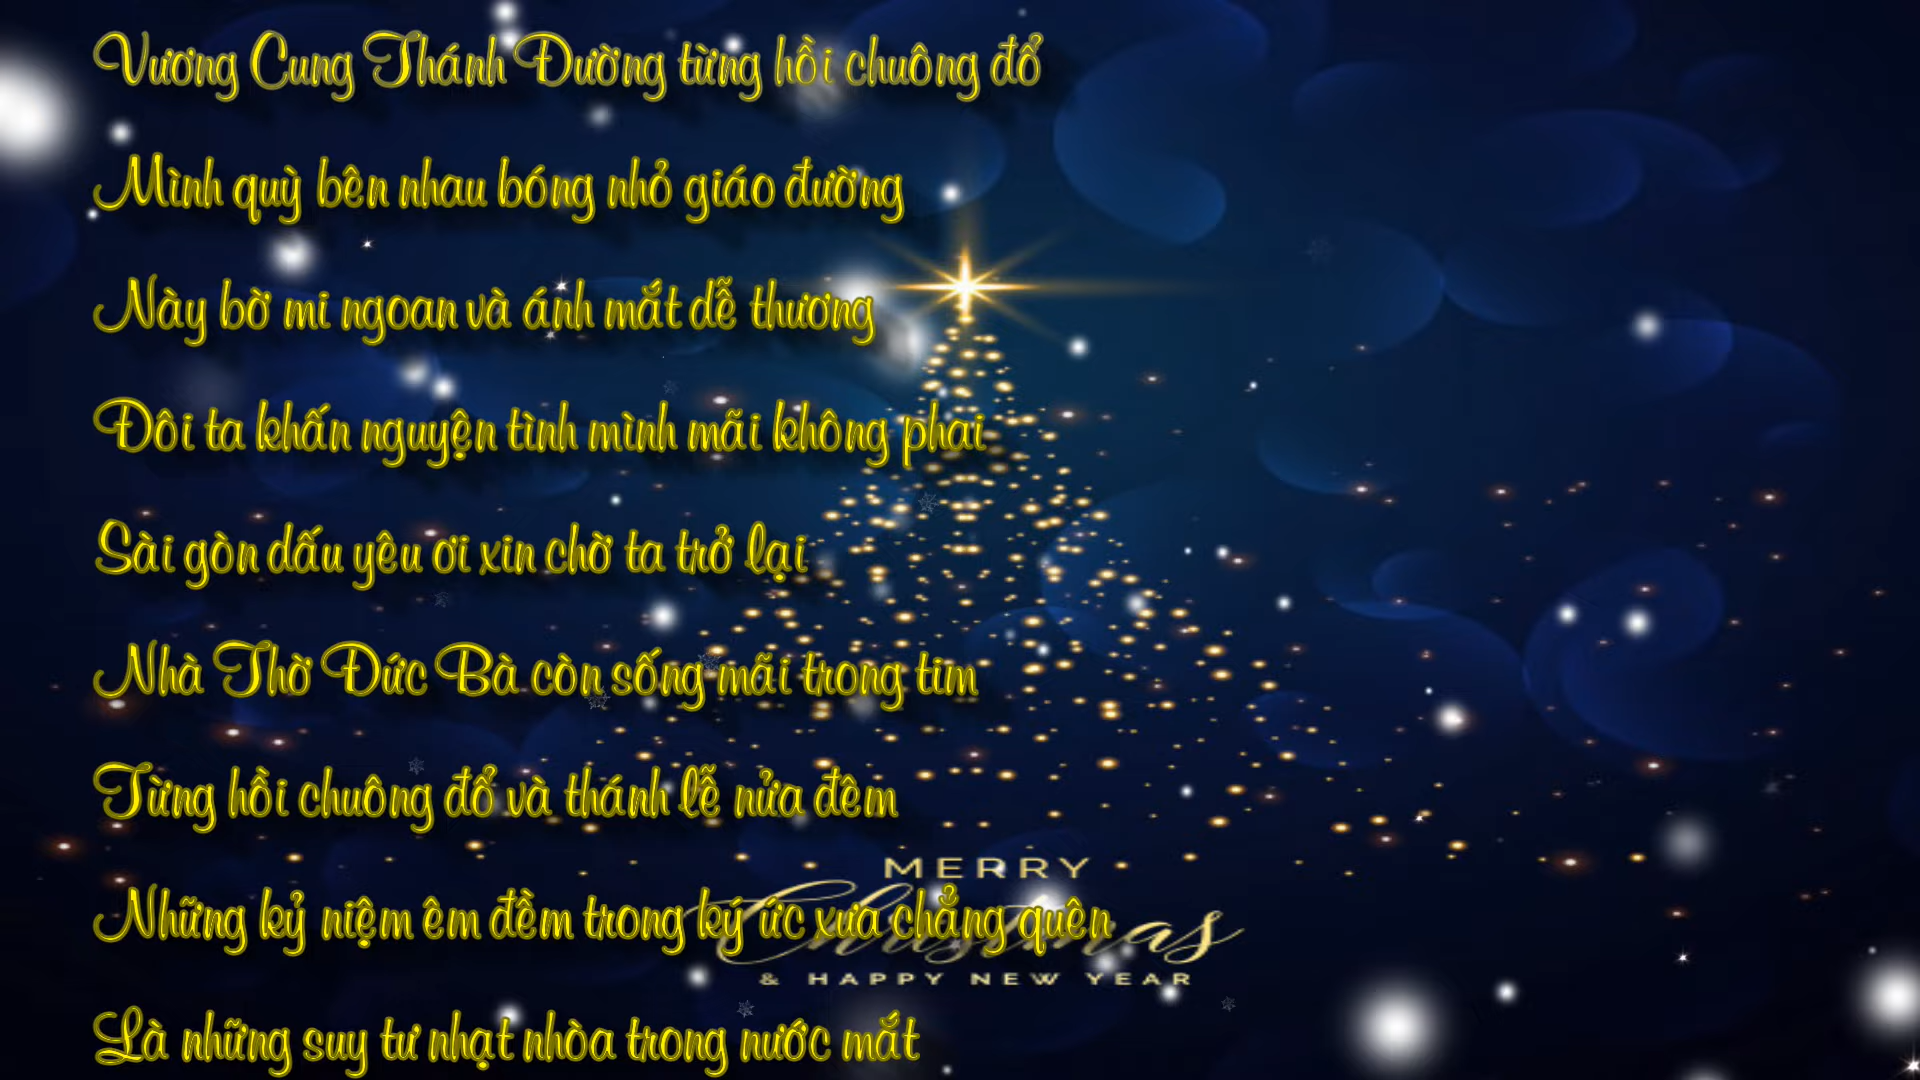 Vương Cung Thánh Đường từng hồi chuông đổ
Mình quỳ bên nhau bóng nhỏ giáo đường
Này bờ mi ngoan và ánh mắt dễ thương
Đôi ta khấn nguyện tình mình mãi không phai
Sài gòn dấu yêu ơi xin chờ ta trở lại
Nhà Thờ Đức Bà còn sống mãi trong tim
Từng hồi chuông đổ và thánh lễ nửa đêm
MERRY
Những kỷ niệm êm đềm trong ký ức xưa chẳng quên
Christmas
& HAPPY NEW YEAR
Là những suy tư nhạt nhòa trong nước mắt